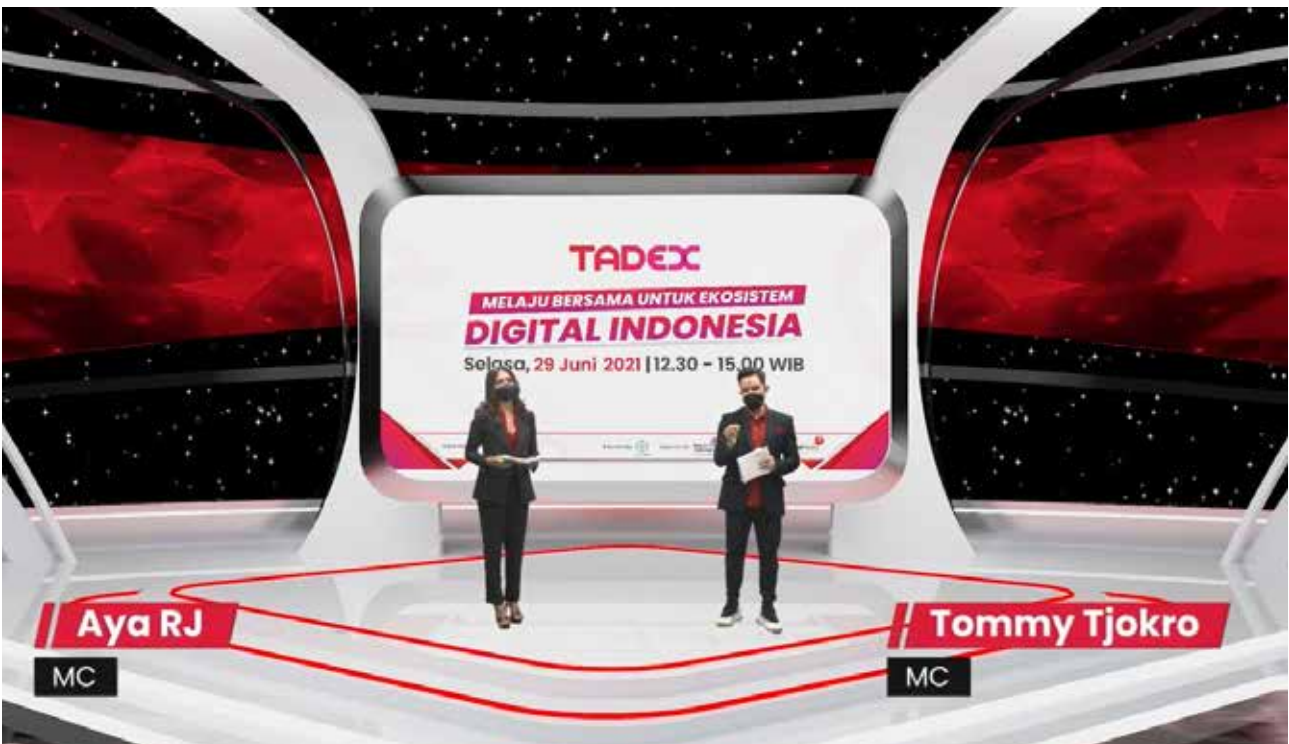 TADEX
MELAJU BERSAMA UNTUK EKOSISTEM
DIGITAL INDONESIA
Selasa, 29 Juni 2021 | 12.30 - 15.00 WIB
Aya RJ
MC
Tommy Tjokro
MC